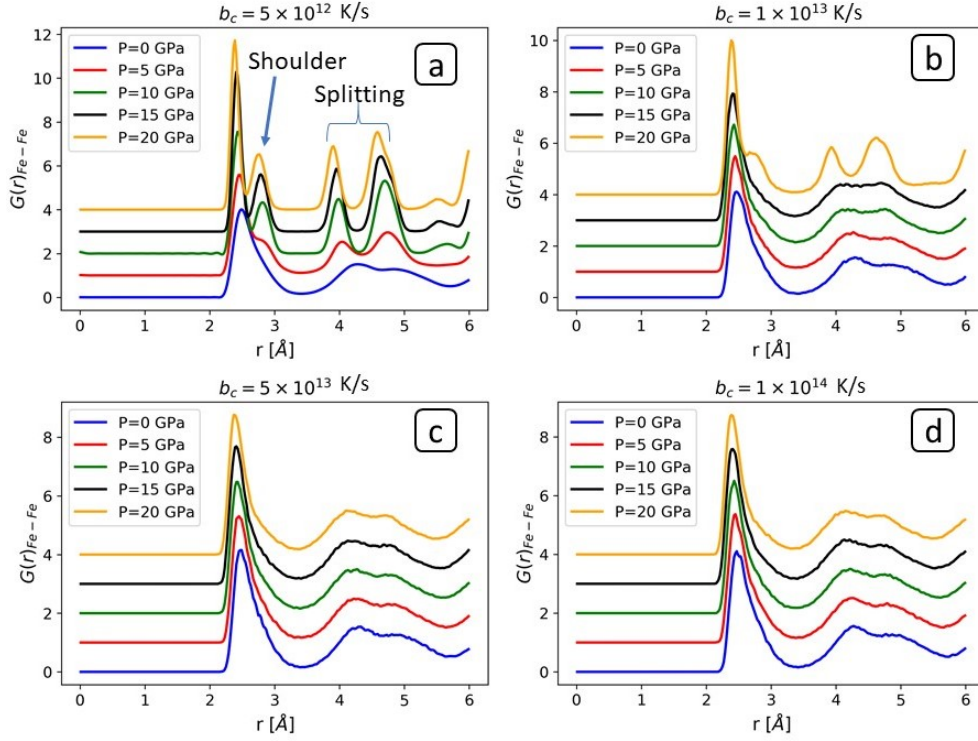 b_c = 5 × 10^12 K/s
a
P=0 GPa
P=5 GPa
P=10 GPa
P=15 GPa
P=20 GPa
Shoulder
Splitting
G(r)_Fe−Fe
12
10
8
6
4
2
0
0 1 2 3 4 5 6
r [Å]
b_c = 1 × 10^13 K/s
b
P=0 GPa
P=5 GPa
P=10 GPa
P=15 GPa
P=20 GPa
G(r)_Fe−Fe
10
8
6
4
2
0
0 1 2 3 4 5 6
r [Å]
b_c = 5 × 10^13 K/s
c
P=0 GPa
P=5 GPa
P=10 GPa
P=15 GPa
P=20 GPa
G(r)_Fe−Fe
8
6
4
2
0
0 1 2 3 4 5 6
r [Å]
b_c = 1 × 10^14 K/s
d
P=0 GPa
P=5 GPa
P=10 GPa
P=15 GPa
P=20 GPa
G(r)_Fe−Fe
8
6
4
2
0
0 1 2 3 4 5 6
r [Å]